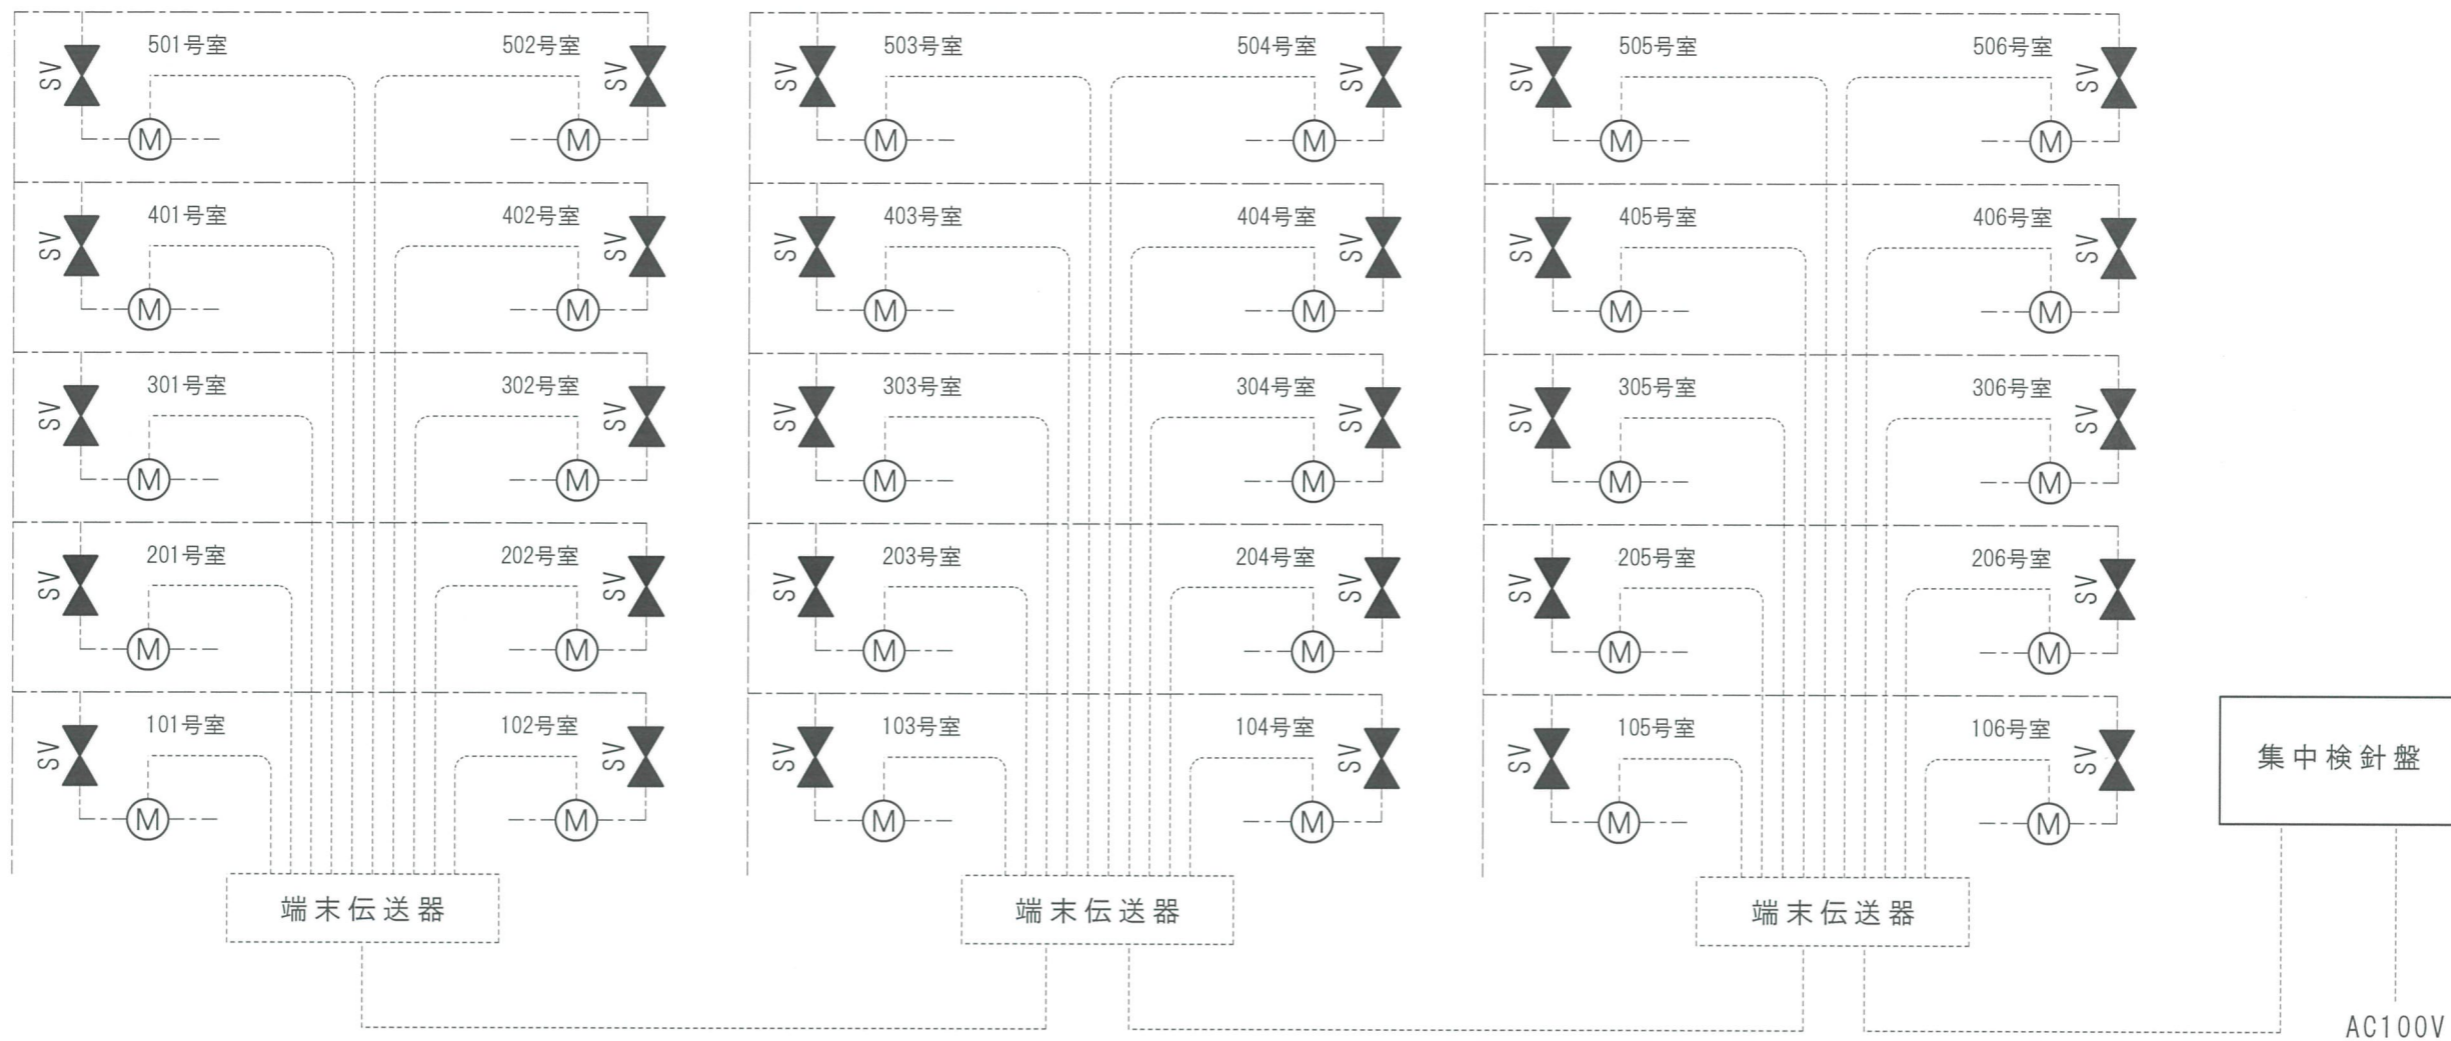 501号室 502号室 503号室 504号室 505号室 506号室
SV SV SV SV SV SV
M M M M M M
401号室 402号室 403号室 404号室 405号室 406号室
SV SV SV SV SV SV
M M M M M M
301号室 302号室 303号室 304号室 305号室 306号室
SV SV SV SV SV SV
M M M M M M
201号室 202号室 203号室 204号室 205号室 206号室
SV SV SV SV SV SV
M M M M M M
101号室 102号室 103号室 104号室 105号室 106号室
SV SV SV SV SV SV
集中検針盤
M M M M M M
端末伝送器 端末伝送器 端末伝送器
AC100V